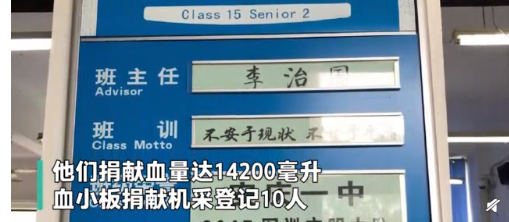 Class 15 Senior 2
班主任 李治国
Advisor
班训 不安于现状 不
Class Motto
他们捐献血量达14200毫升
血小板捐献机采登记10人
一中